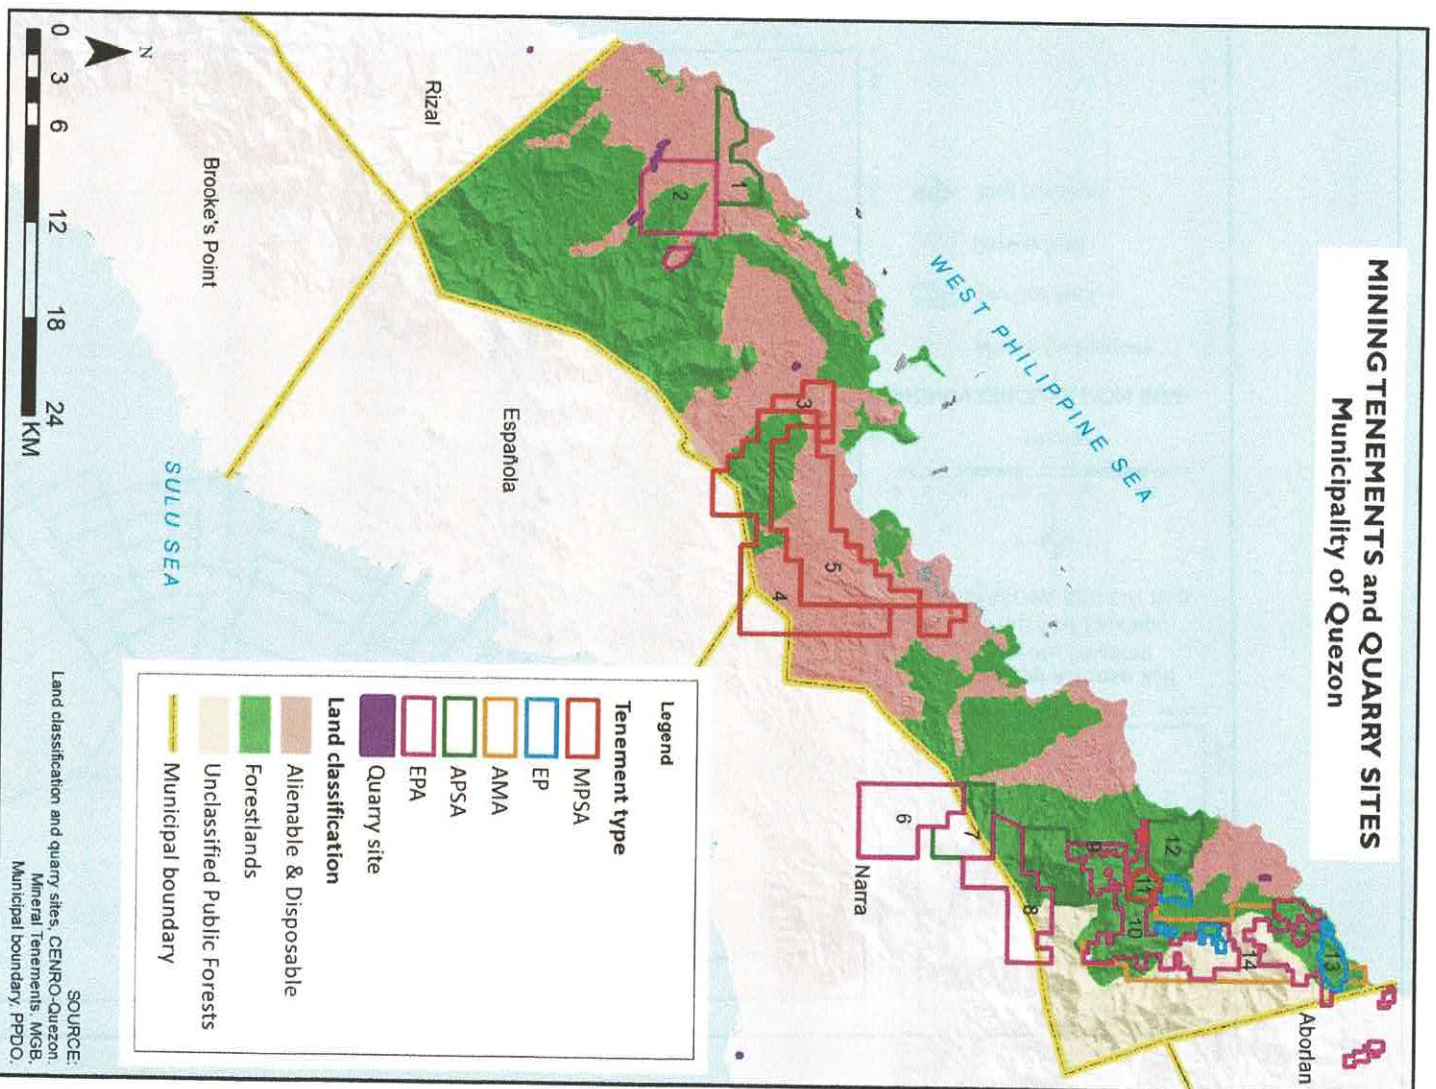 MINING TENEMENTS and QUARRY SITES
Municipality of Quezon
WEST PHILIPPINE SEA
SULU SEA
Rizal
Brooke's Point
Española
Narra
Aborlan
1
2
3
4
5
6
7
8
9
10
11
12
13
14
Legend
Tenement type
MPSA
EP
AMA
APSA
EPA
Quarry site
Land classification
Alienable & Disposable
Forestlands
Unclassified Public Forests
Municipal boundary
N
0 3 6 12 18 24
KM
SOURCE:
Land classification and quarry sites, CENRO-Quezon.
Mineral Tenements. MGB,
Municipal boundary, PPDO,